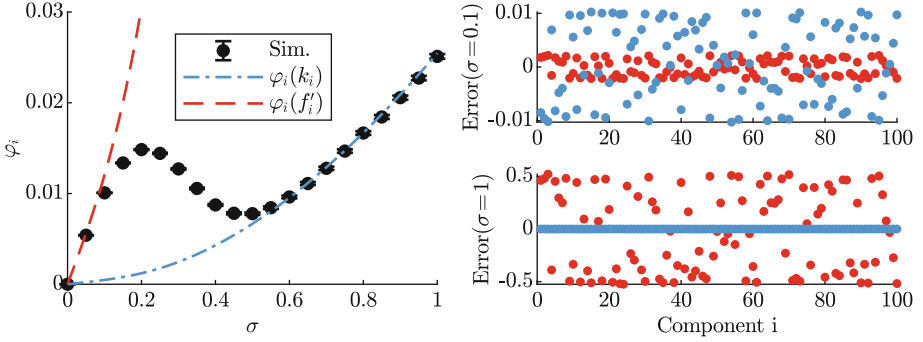 0.03
0.02
0.01
0
φᵢ
0 0.2 0.4 0.6 0.8 1
σ
Sim.
φᵢ(kᵢ)
φᵢ(f′ᵢ)
0.01
0
-0.01
Error(σ=0.1)
0 20 40 60 80 100
0.5
0
-0.5
Error(σ=1)
0 20 40 60 80 100
Component i